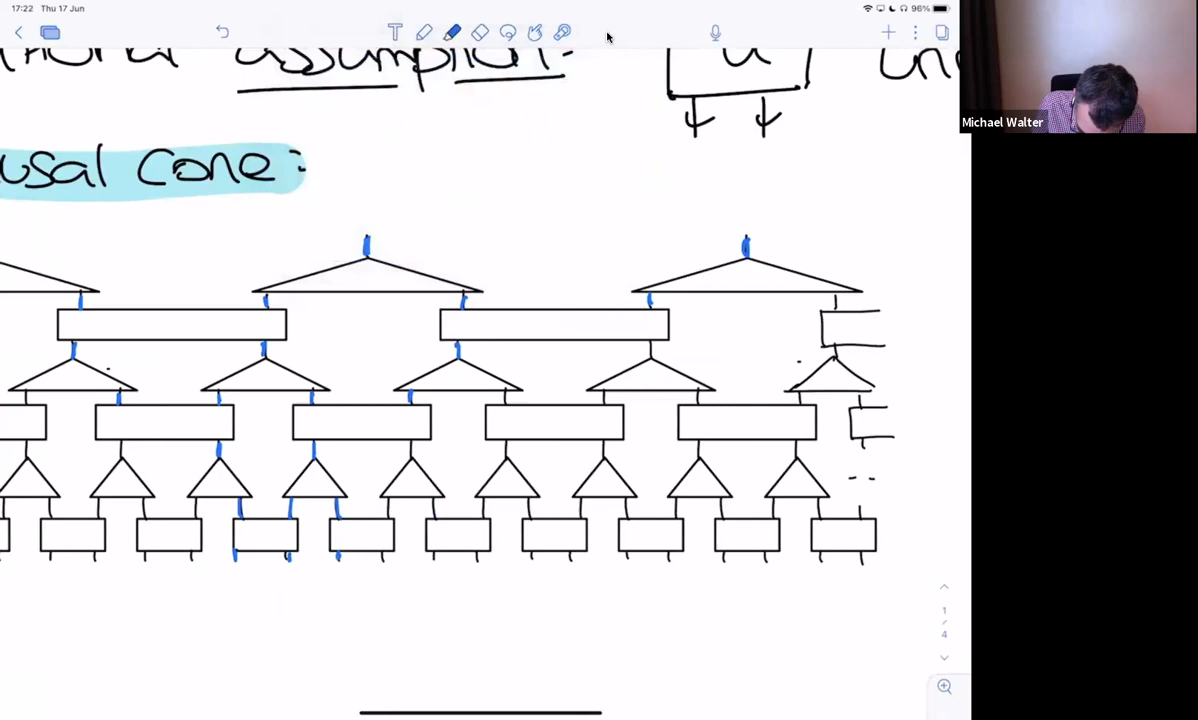 17:22 Thu 17 Jun
96%
assumption:
u
Michael Walter
usal cone:
1
/
4